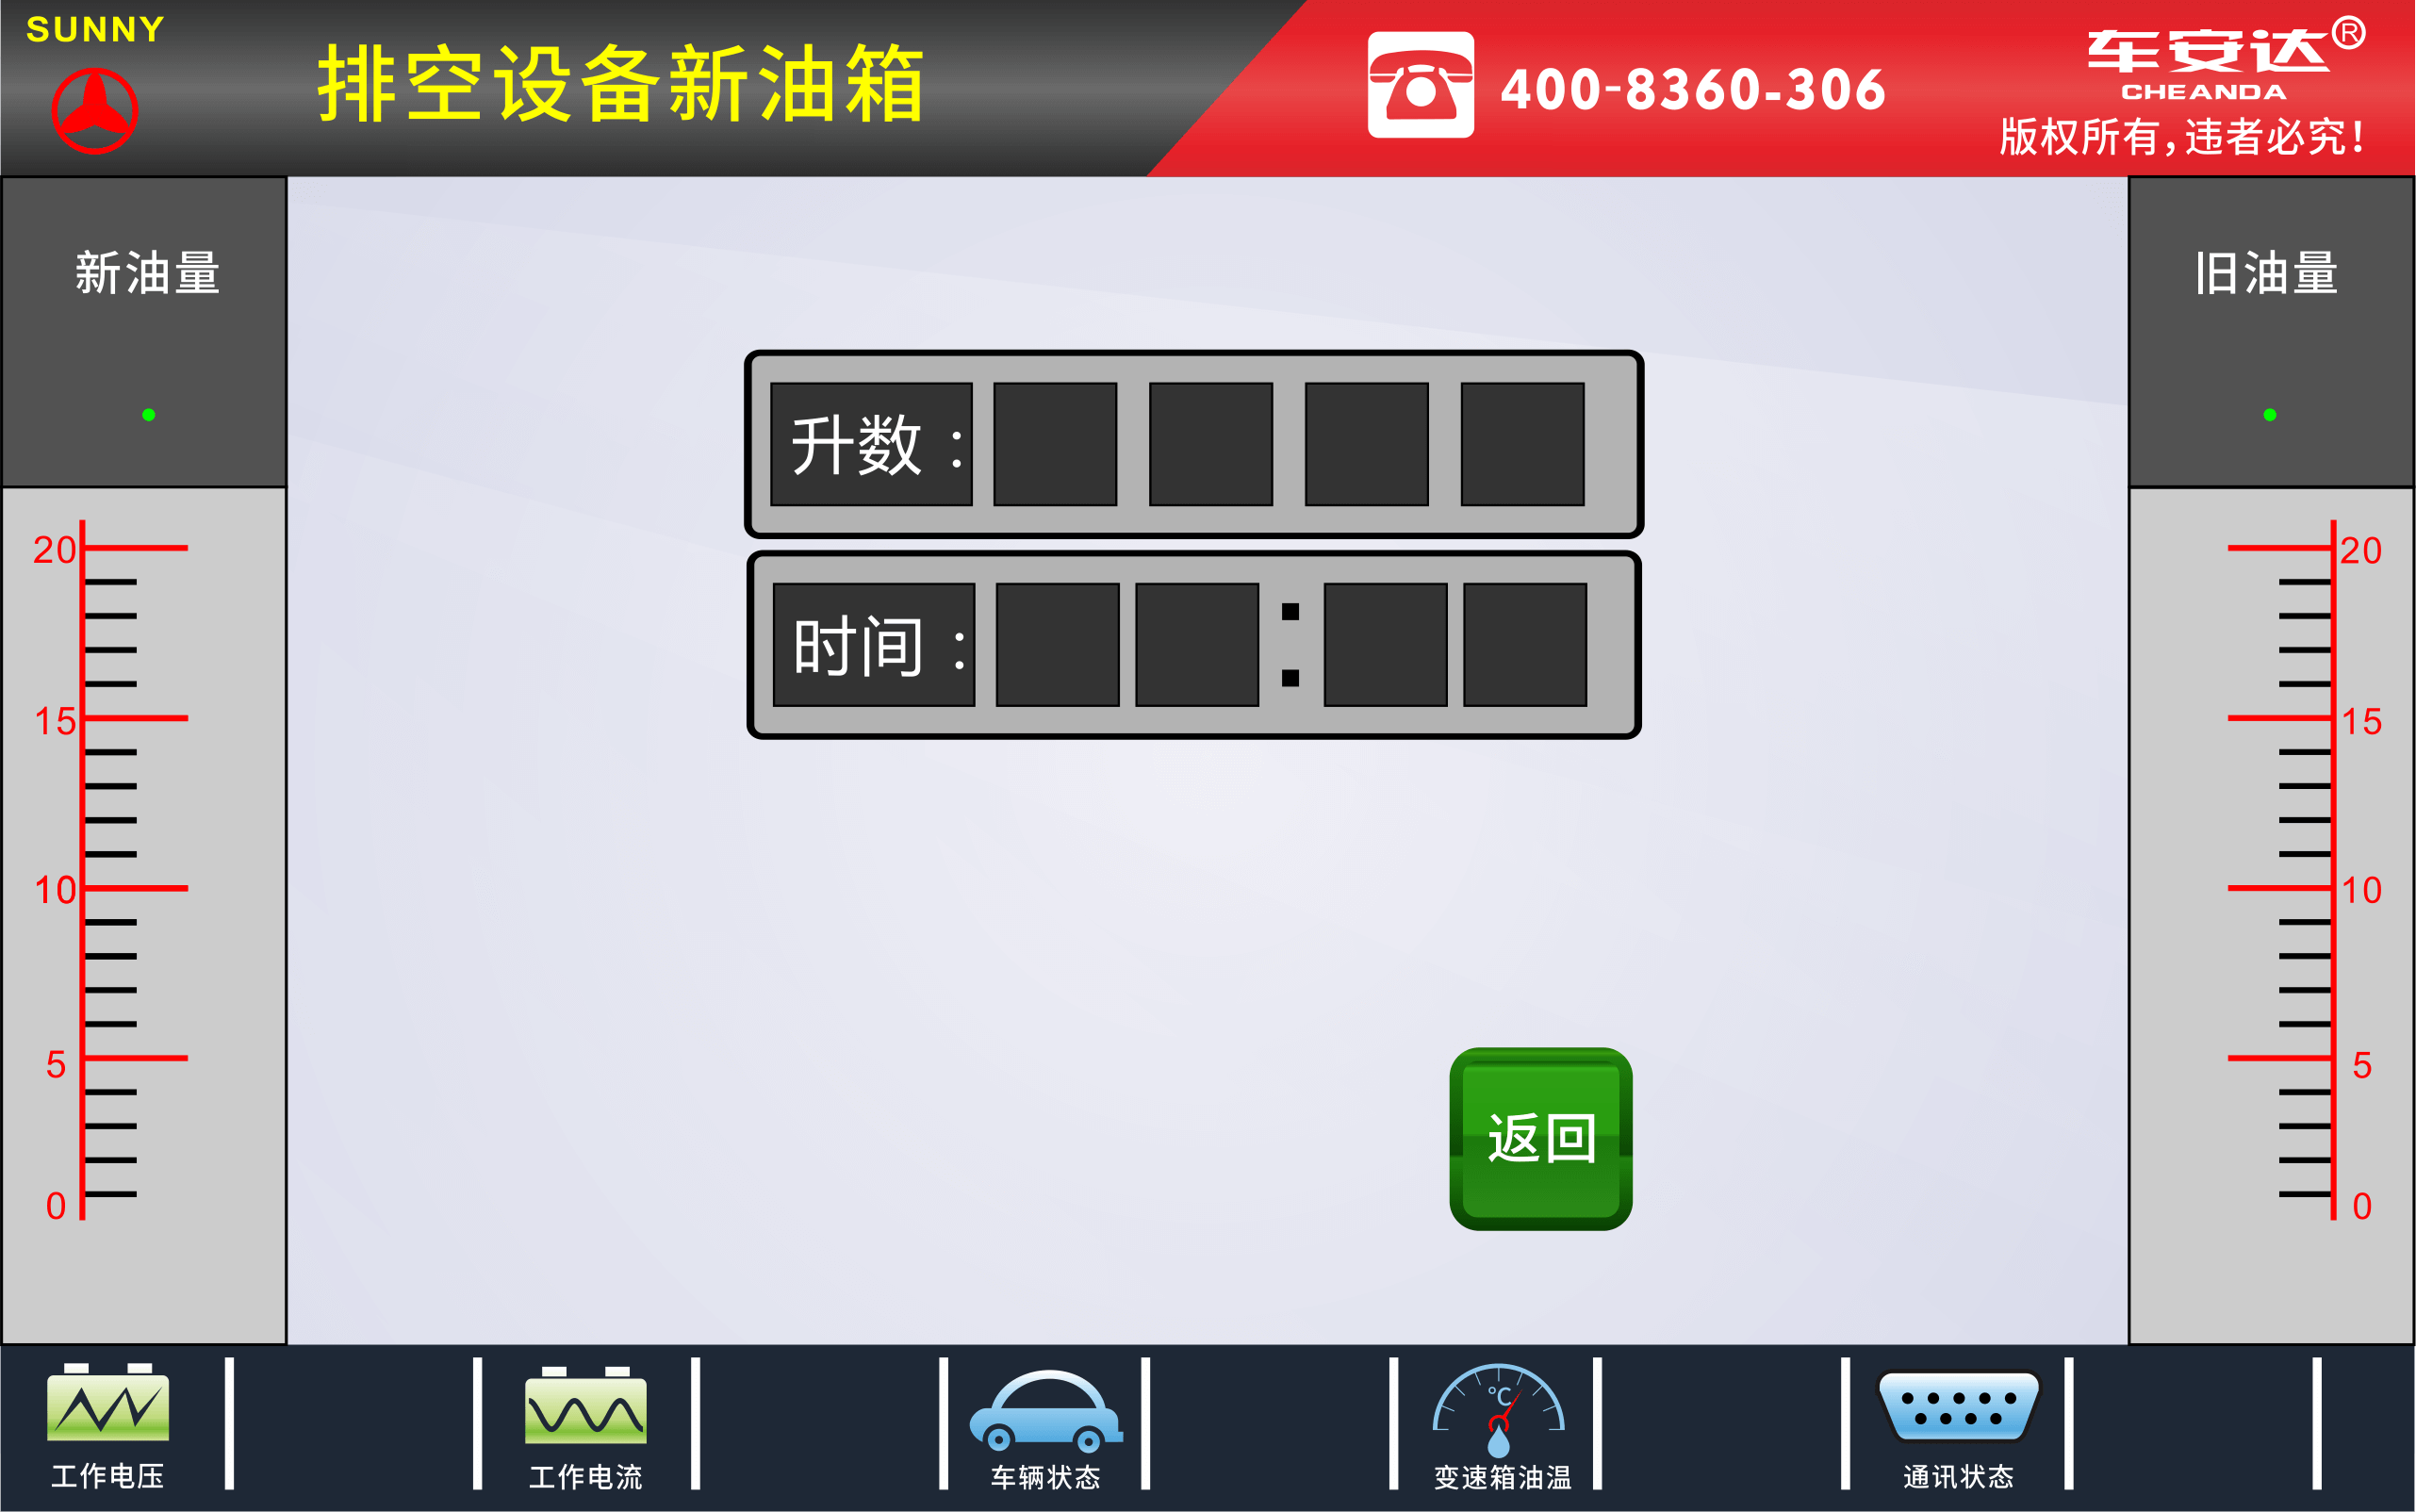 SUNNY
排空设备新油箱
400-8360-306
车安达®
CHEANDA
版权所有,违者必究!
新油量
旧油量
升数：
时间：
:
20
15
10
5
0
20
15
10
5
0
返回
°C
工作电压
工作电流
车辆状态
变速箱油温
通讯状态